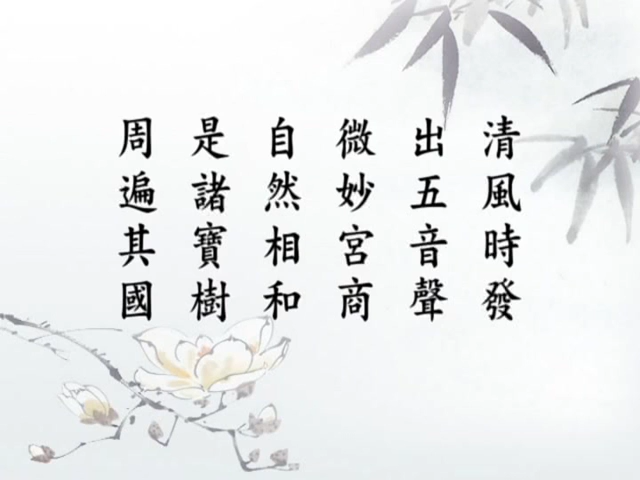 清風時發
出五音聲
微妙宮商
自然相和
是諸寶樹
周遍其國